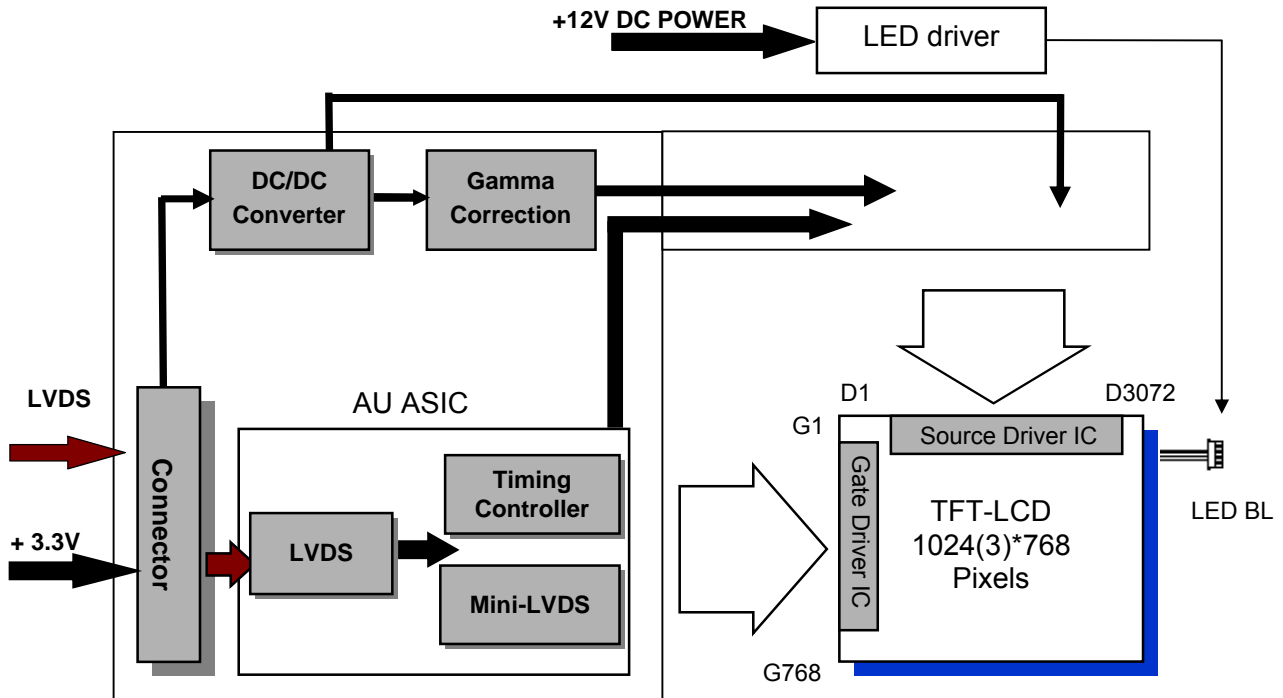 +12V DC POWER
LED driver
DC/DC
Converter
Gamma
Correction
LVDS
+ 3.3V
Connector
AU ASIC
LVDS
Timing
Controller
Mini-LVDS
D1
D3072
G1
G768
Source Driver IC
Gate Driver IC
TFT-LCD
1024(3)*768
Pixels
LED BL